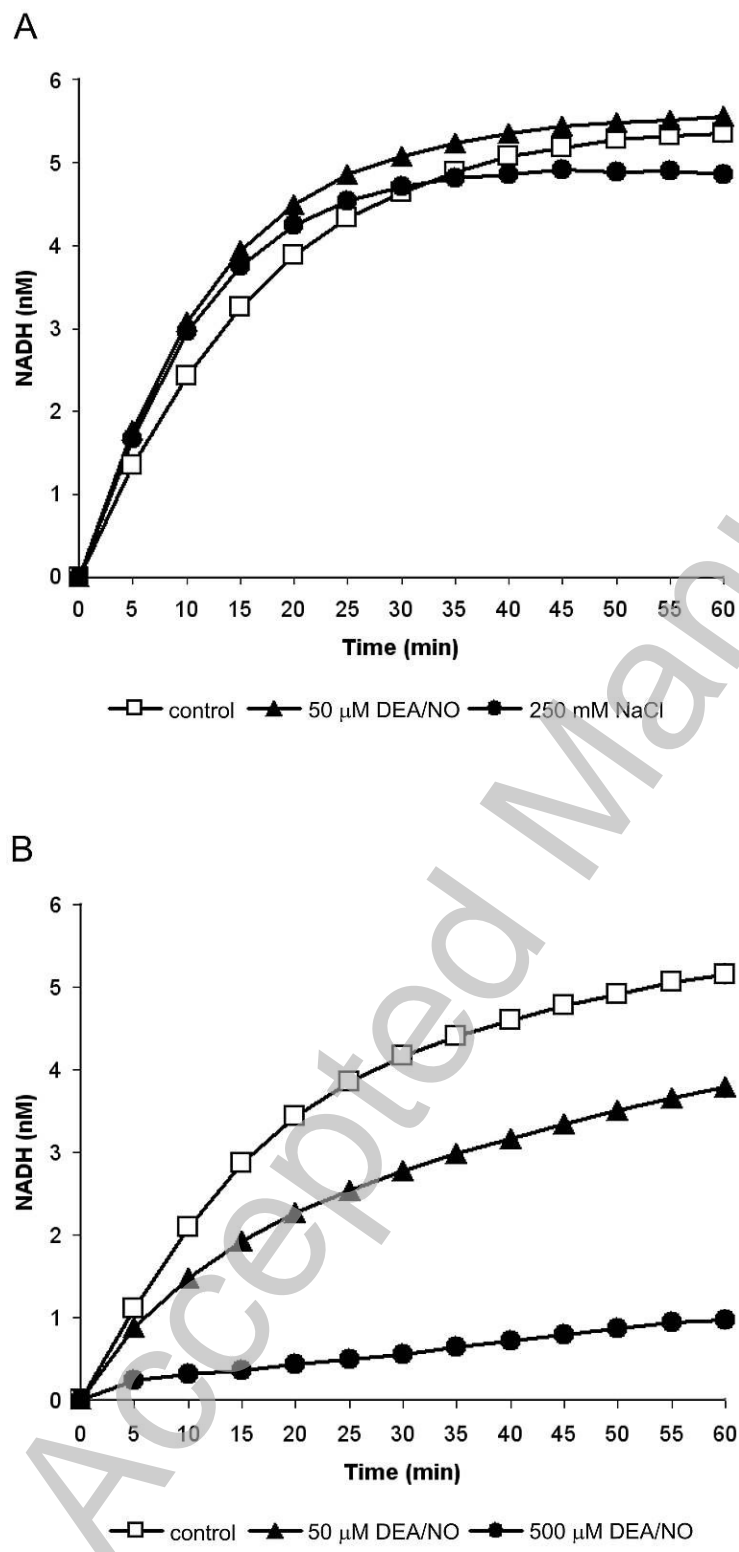 A
6
5
4
3
2
1
0
NADH (nM)
0 5 10 15 20 25 30 35 40 45 50 55 60
Time (min)
control 50 μM DEA/NO 250 mM NaCl
B
6
5
4
3
2
1
0
NADH (nM)
0 5 10 15 20 25 30 35 40 45 50 55 60
Time (min)
control 50 μM DEA/NO 500 μM DEA/NO
Accepted Manu